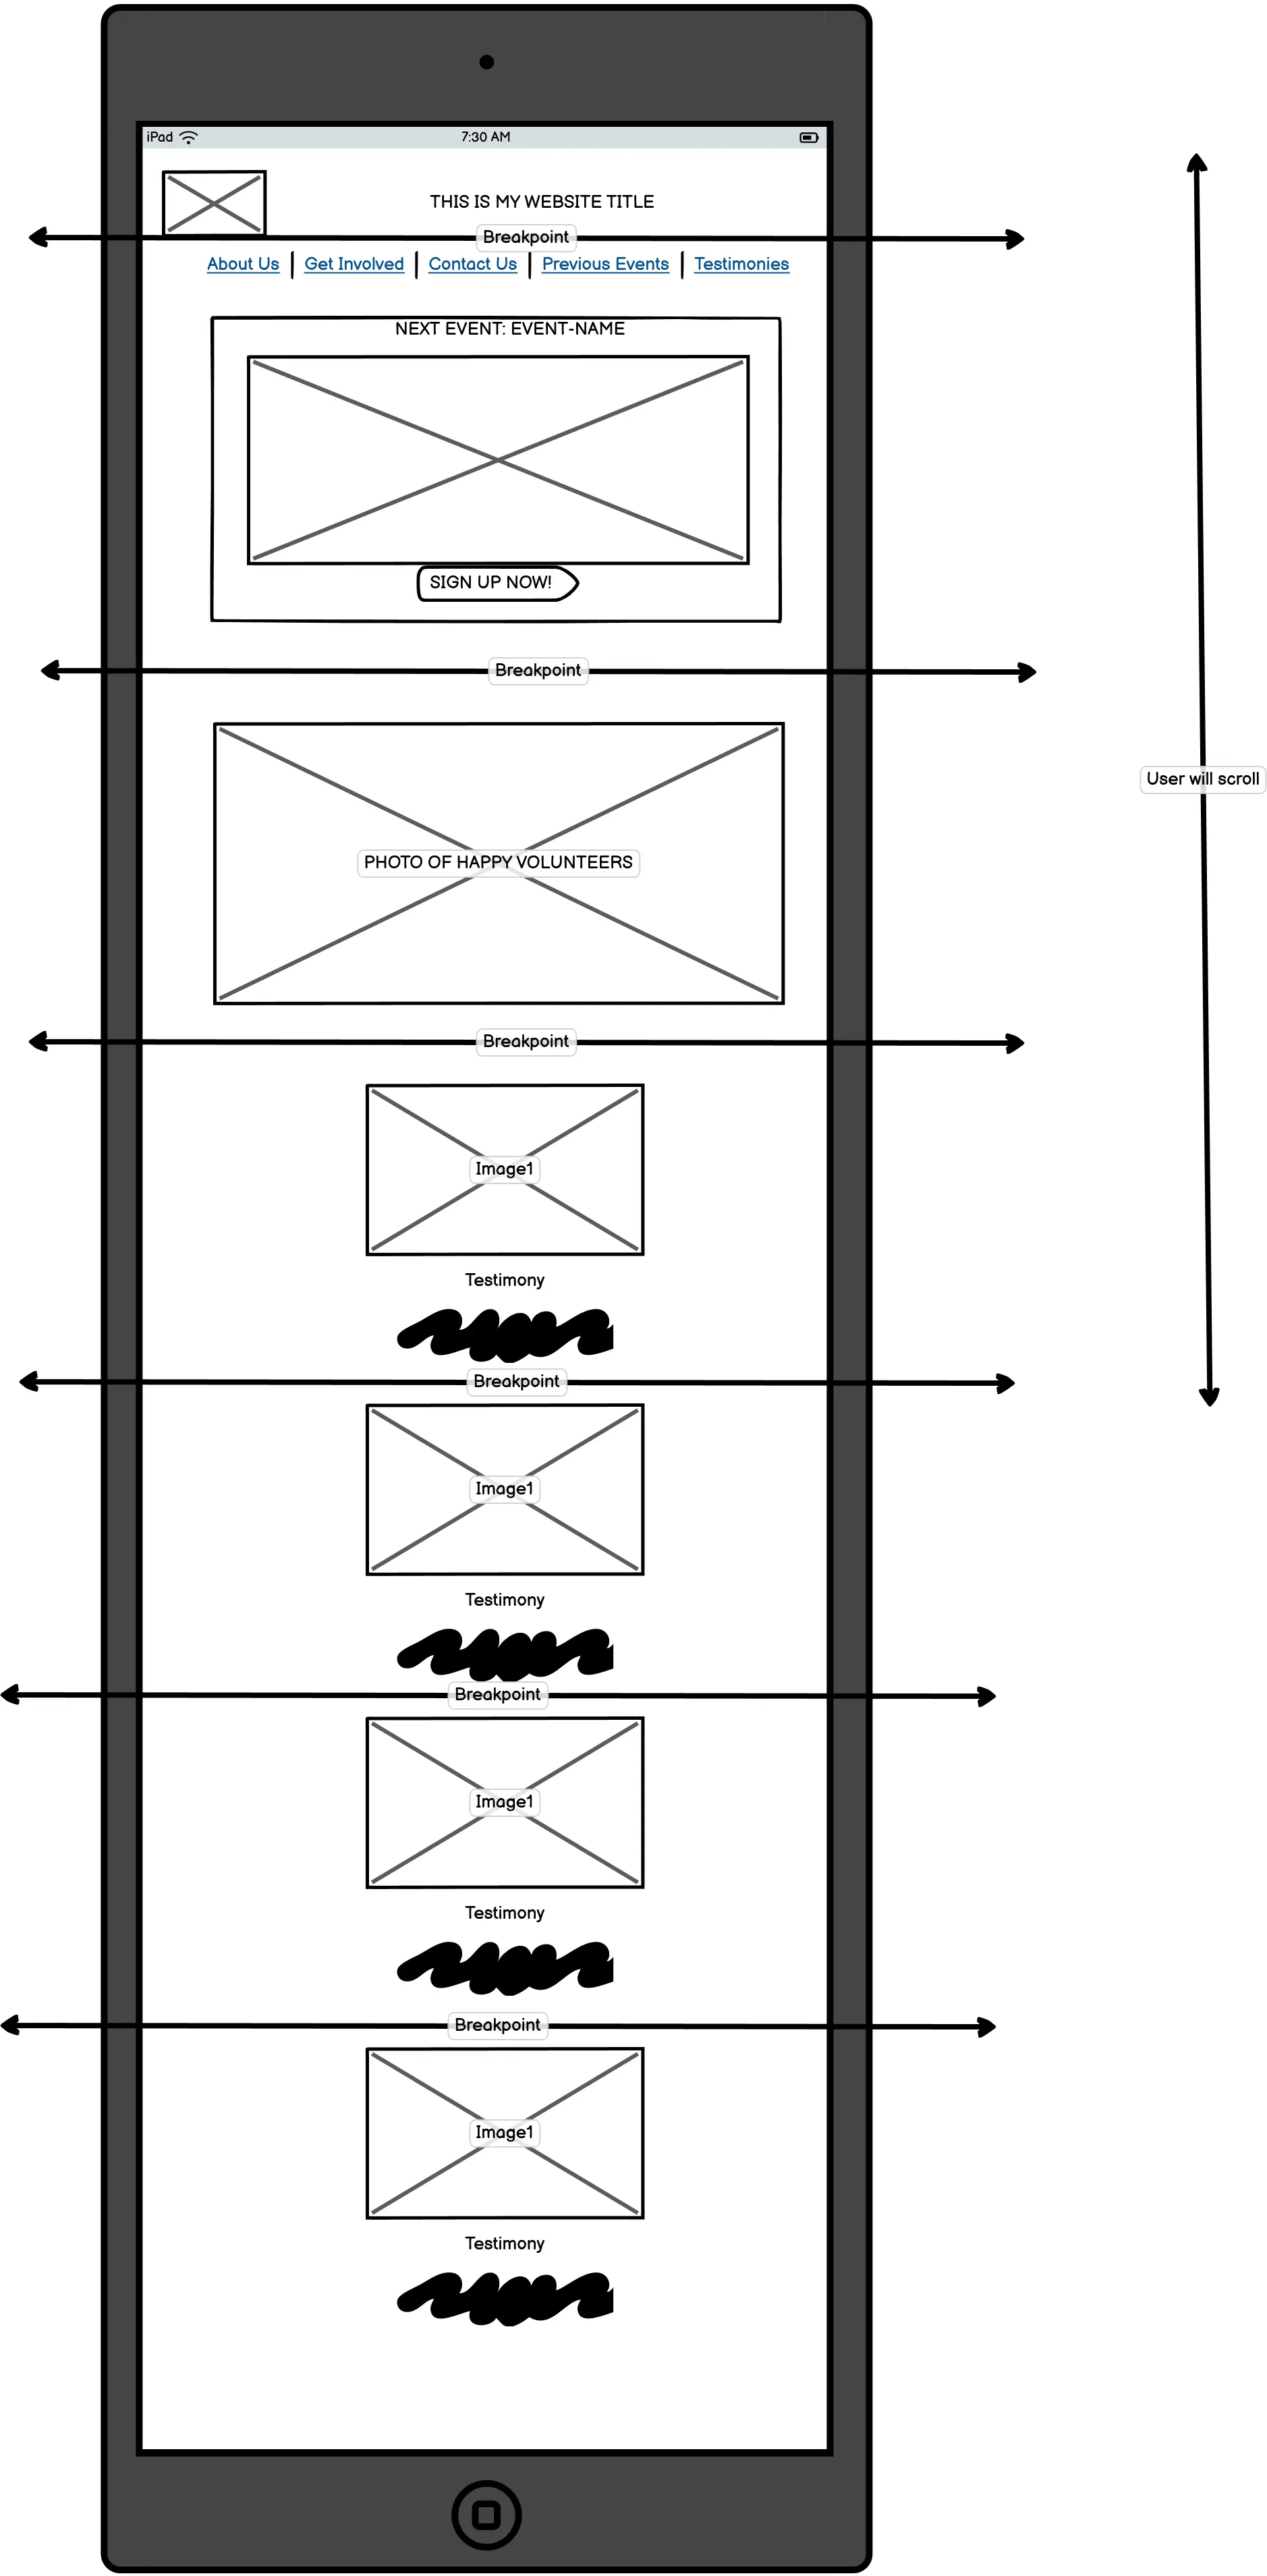 iPad 7:30 AM
THIS IS MY WEBSITE TITLE
Breakpoint
About Us Get Involved Contact Us Previous Events Testimonies
NEXT EVENT: EVENT-NAME
SIGN UP NOW!
Breakpoint
User will scroll
PHOTO OF HAPPY VOLUNTEERS
Breakpoint
Image1
Testimony
Breakpoint
Image1
Testimony
Breakpoint
Image1
Testimony
Breakpoint
Image1
Testimony